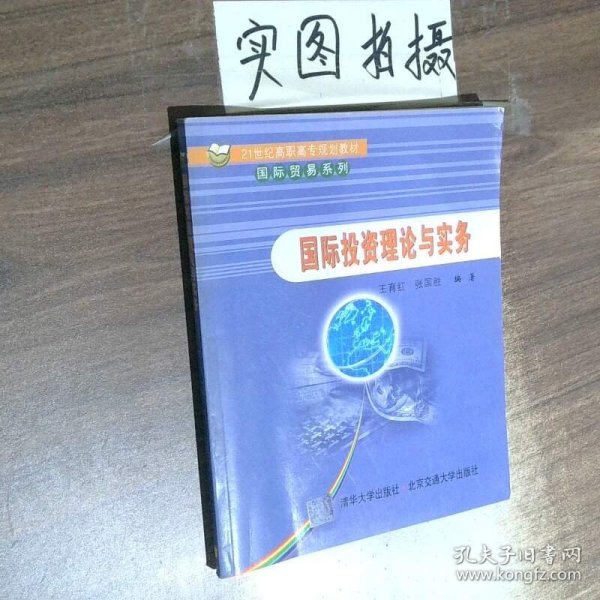 实图拍摄
21世纪高职高专规划教材
国际贸易系列
国际投资理论与实务
王育红 张国胜 编著
清华大学出版社 北京交通大学出版社
孔夫子旧书网
www.kongfz.com